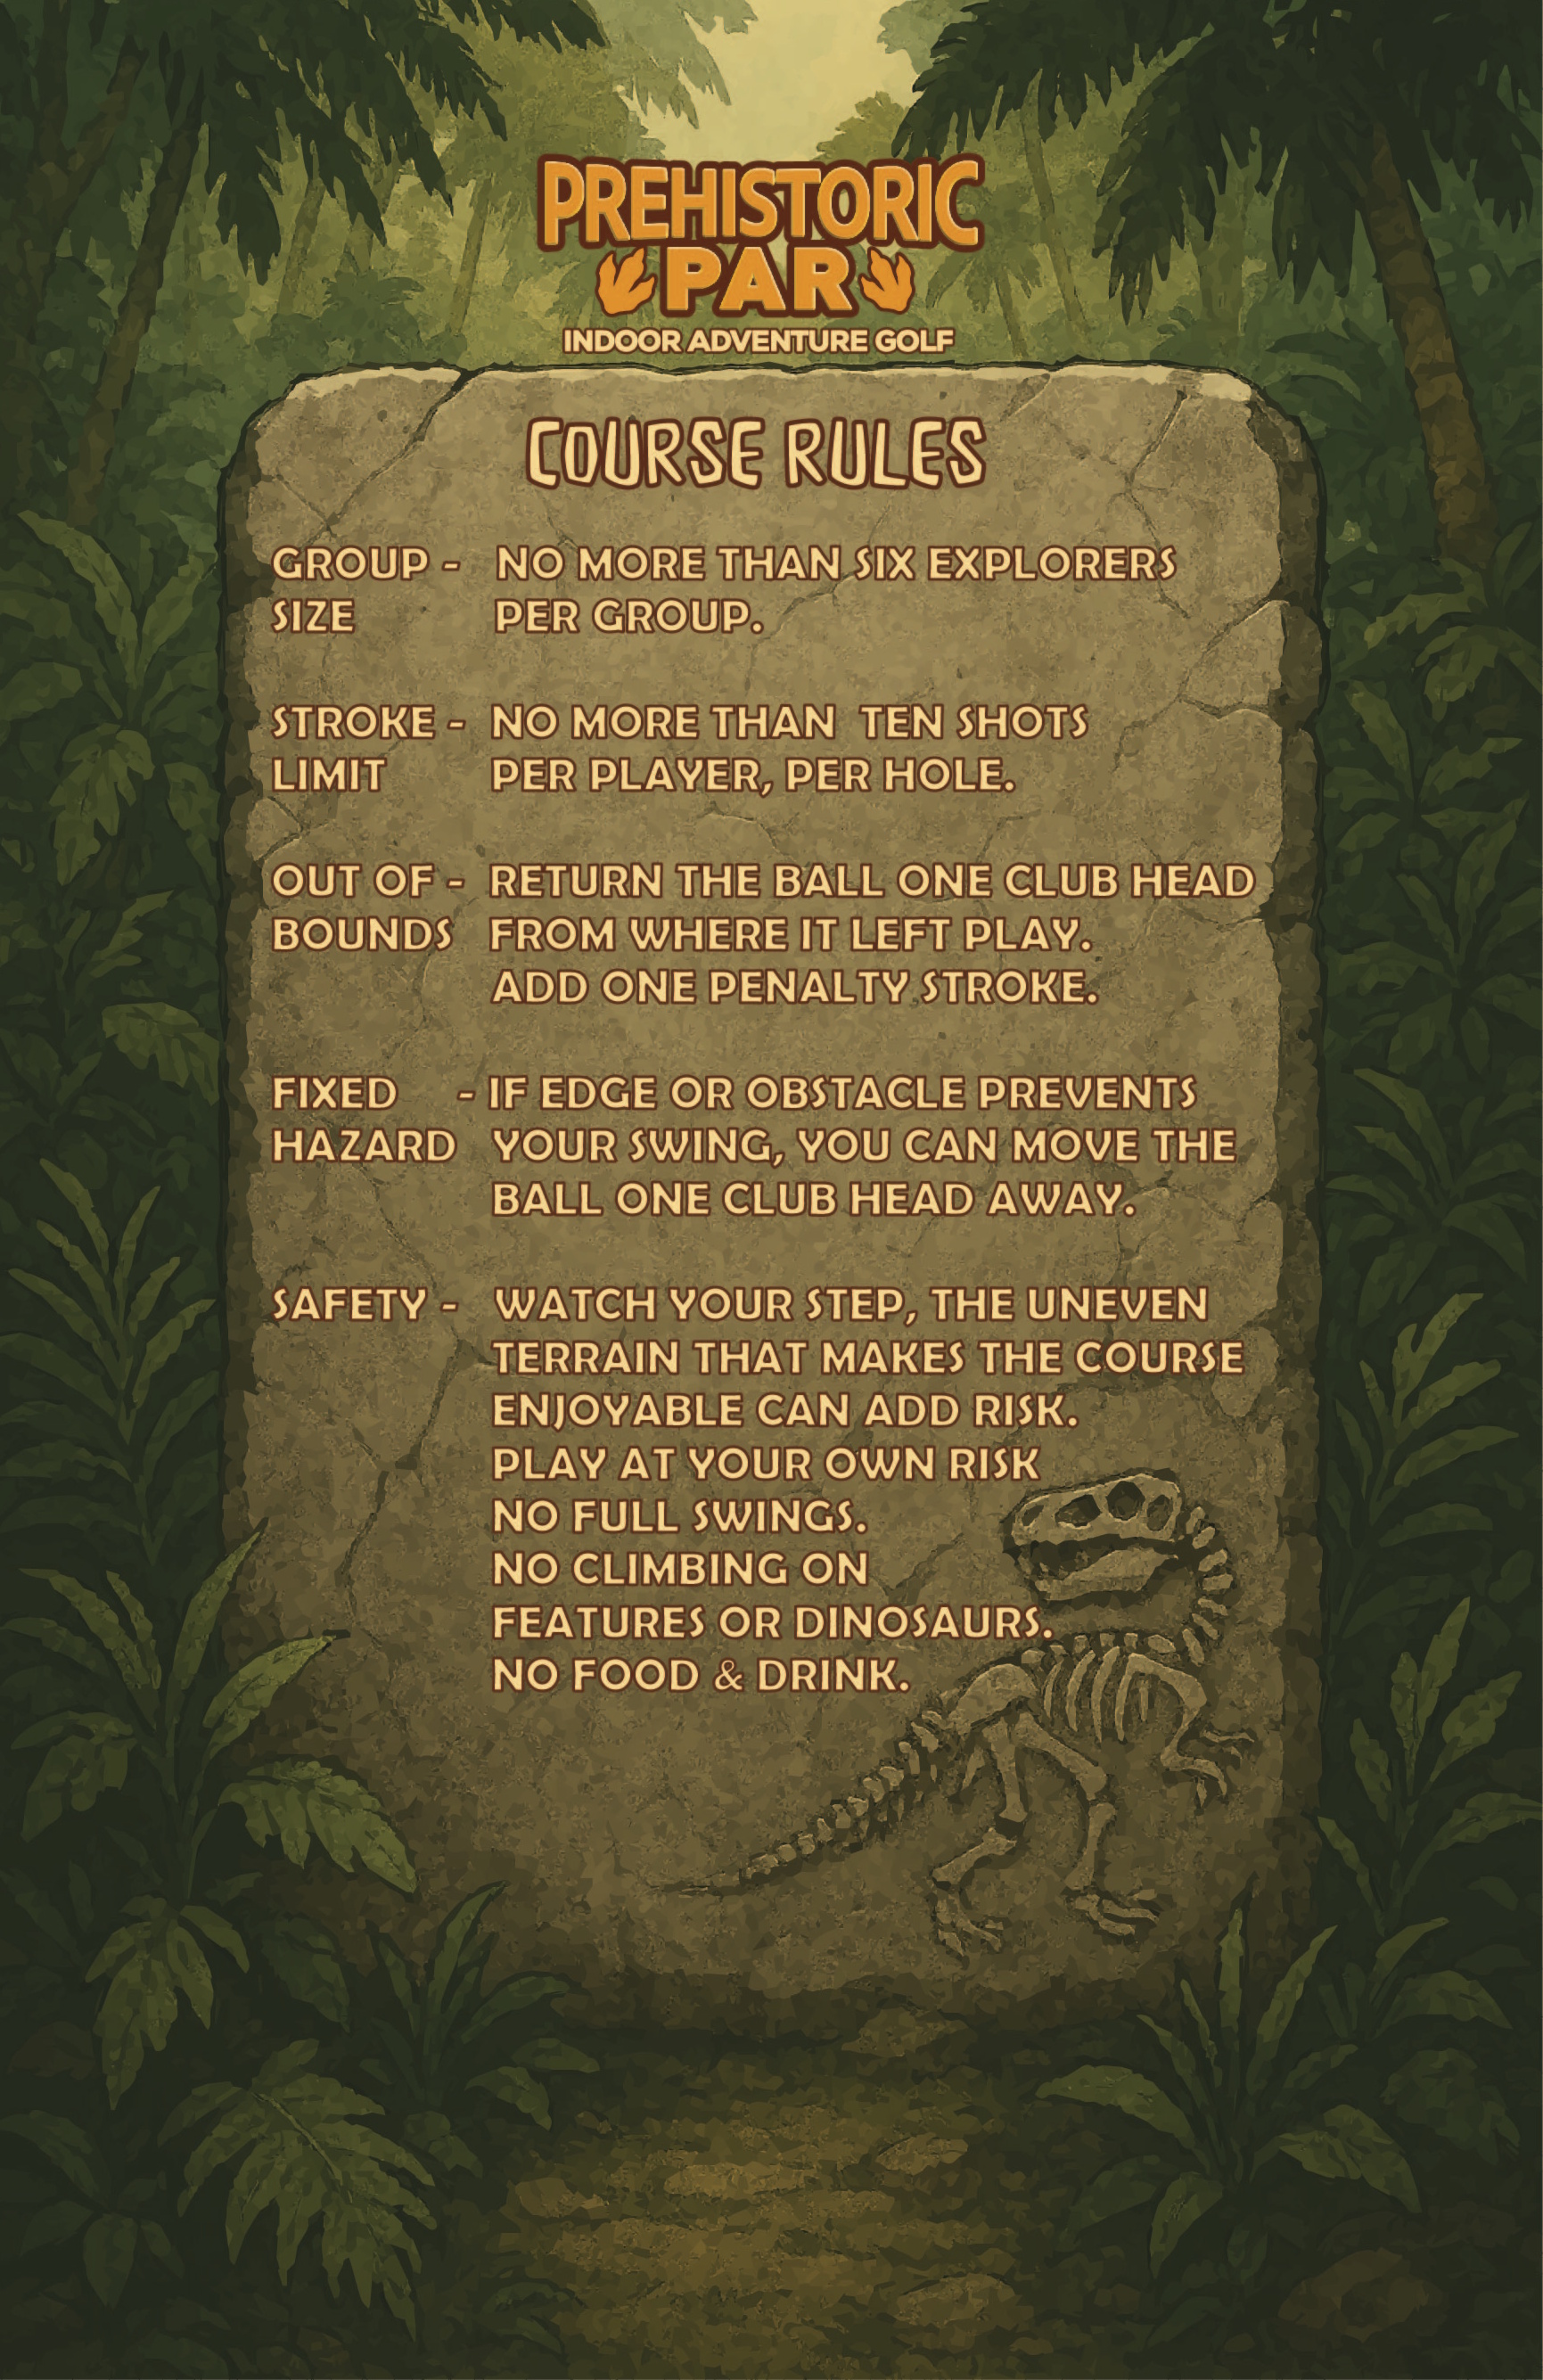 PREHISTORIC
PAR
INDOOR ADVENTURE GOLF
COURSE RULES
GROUP - NO MORE THAN SIX EXPLORERS
SIZE PER GROUP.
STROKE - NO MORE THAN TEN SHOTS
LIMIT PER PLAYER, PER HOLE.
OUT OF - RETURN THE BALL ONE CLUB HEAD
BOUNDS FROM WHERE IT LEFT PLAY.
ADD ONE PENALTY STROKE.
FIXED - IF EDGE OR OBSTACLE PREVENTS
HAZARD YOUR SWING, YOU CAN MOVE THE
BALL ONE CLUB HEAD AWAY.
SAFETY - WATCH YOUR STEP, THE UNEVEN
TERRAIN THAT MAKES THE COURSE
ENJOYABLE CAN ADD RISK.
PLAY AT YOUR OWN RISK
NO FULL SWINGS.
NO CLIMBING ON
FEATURES OR DINOSAURS.
NO FOOD & DRINK.